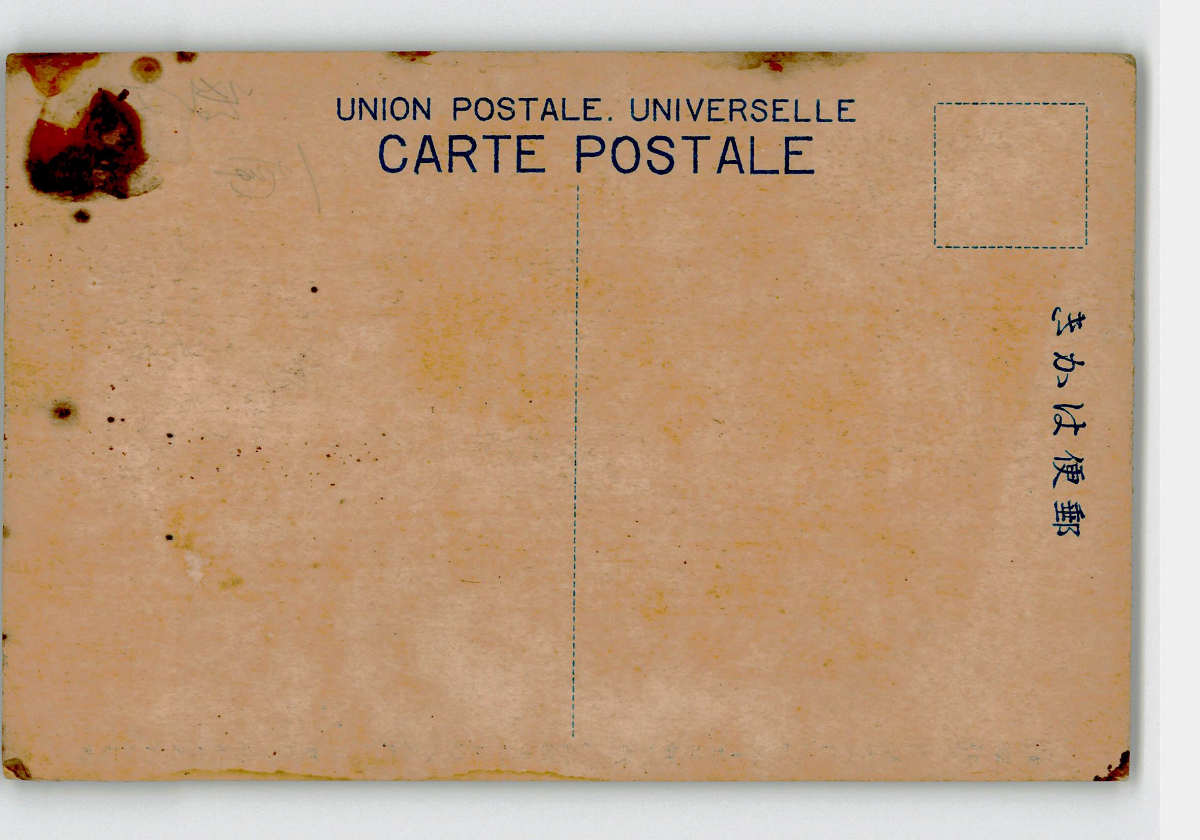 UNION POSTALE. UNIVERSELLE
CARTE POSTALE
郵便はかき